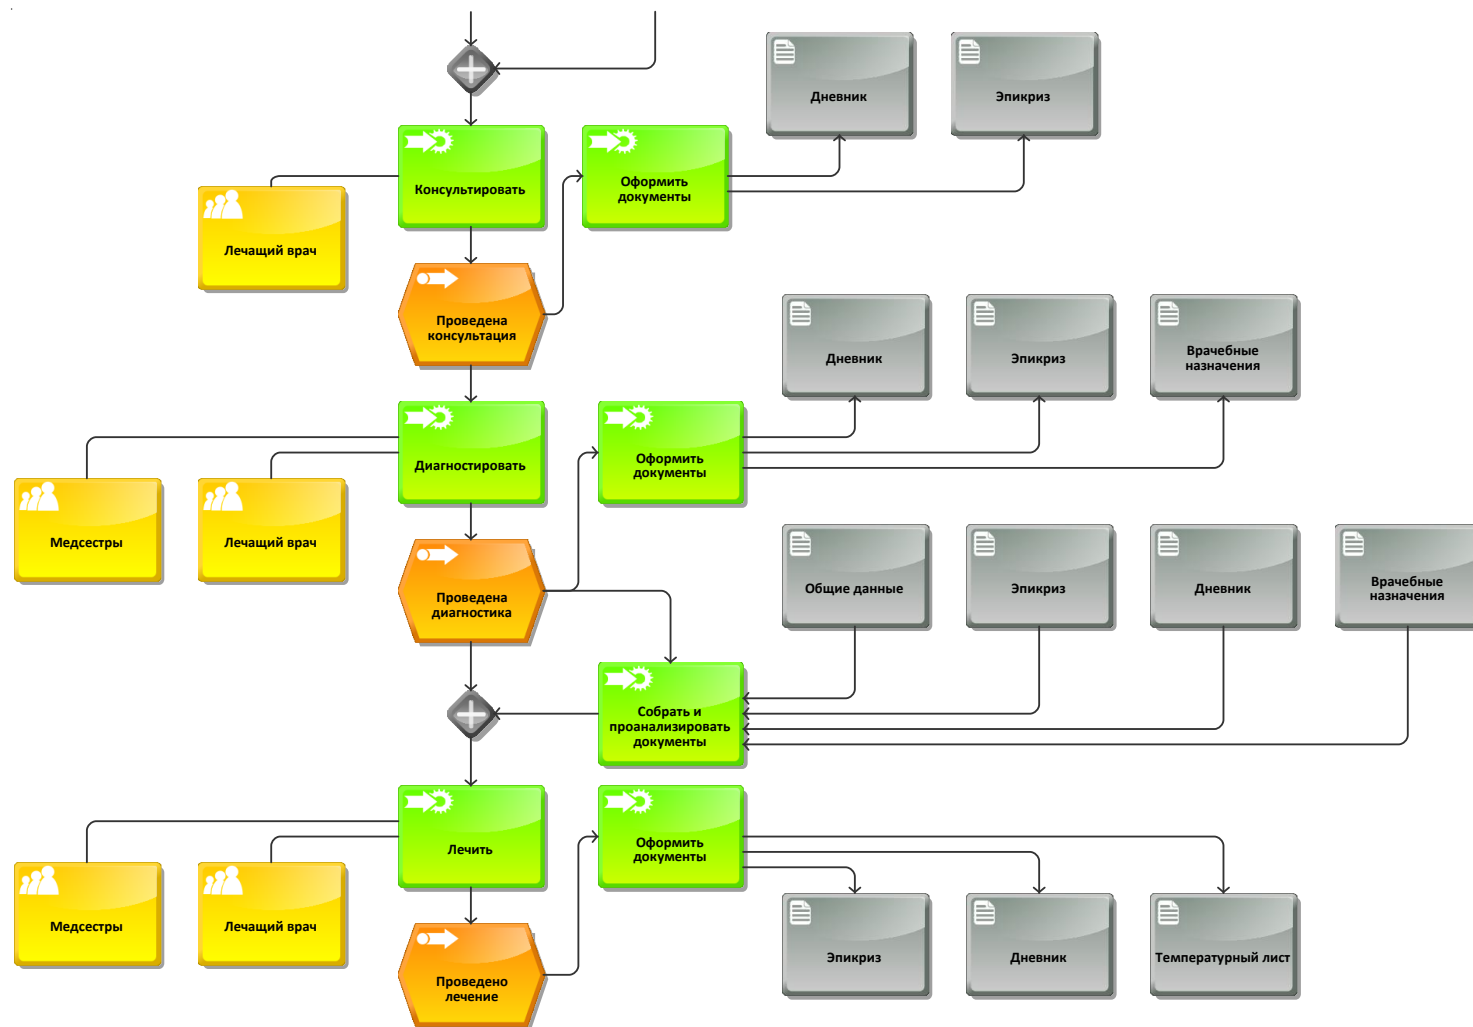 Дневник
Эпикриз
Консультировать
Оформить
документы
Лечащий врач
Проведена
консультация
Дневник
Эпикриз
Врачебные
назначения
Диагностировать
Оформить
документы
Медсестры
Лечащий врач
Проведена
диагностика
Общие данные
Эпикриз
Дневник
Врачебные
назначения
Собрать и
проанализировать
документы
Лечить
Оформить
документы
Медсестры
Лечащий врач
Проведено
лечение
Эпикриз
Дневник
Температурный лист